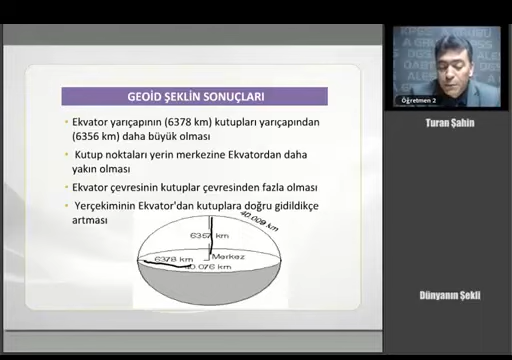 GEOİD ŞEKLİN SONUÇLARI
Ekvator yarıçapının (6378 km) kutupları yarıçapından
(6356 km) daha büyük olması
Kutup noktaları yerin merkezine Ekvatordan daha
yakın olması
Ekvator çevresinin kutuplar çevresinden fazla olması
Yerçekiminin Ekvator'dan kutuplara doğru gidildikçe
artması
40.009 km
6357 km
Merkez
6378 km
40 076 km
Öğretmen 2
Turan Şahin
Dünyanın Şekli